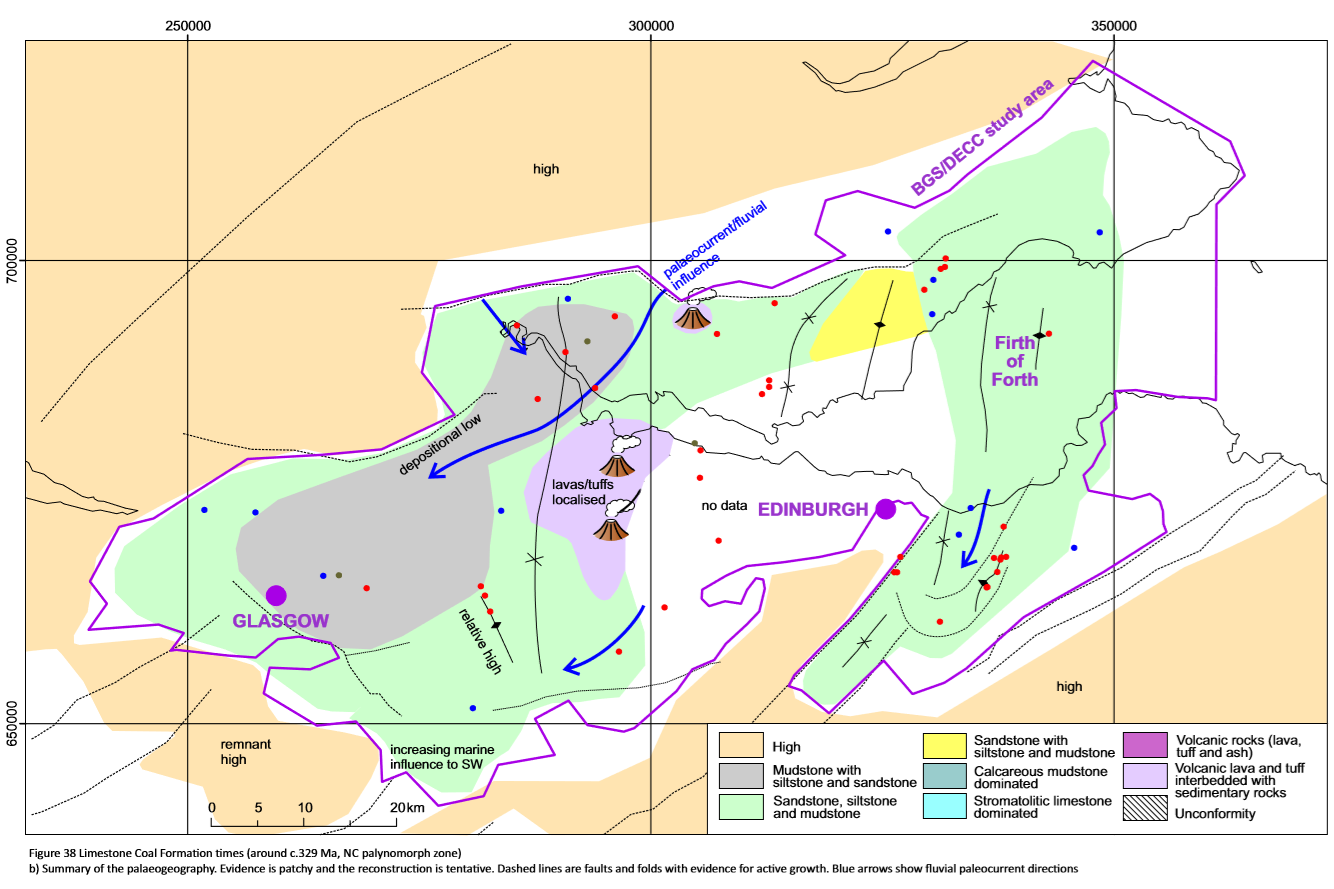 250000
300000
350000
700000
650000
high
BGS/DECC study area
palaeocurrent/fluvial
influence
Firth
of
Forth
depositional low
lavas/tuffs
localised
no data
EDINBURGH
GLASGOW
relative high
high
remnant
high
increasing marine
influence to SW
0 5 10 20km
High
Mudstone with
siltstone and sandstone
Sandstone, siltstone
and mudstone
Sandstone with
siltstone and mudstone
Calcareous mudstone
dominated
Stromatolitic limestone
dominated
Volcanic rocks (lava,
tuff and ash)
Volcanic lava and tuff
interbedded with
sedimentary rocks
Unconformity
Figure 38 Limestone Coal Formation times (around c.329 Ma, NC palynomorph zone)
b) Summary of the palaeogeography. Evidence is patchy and the reconstruction is tentative. Dashed lines are faults and folds with evidence for active growth. Blue arrows show fluvial paleocurrent directions